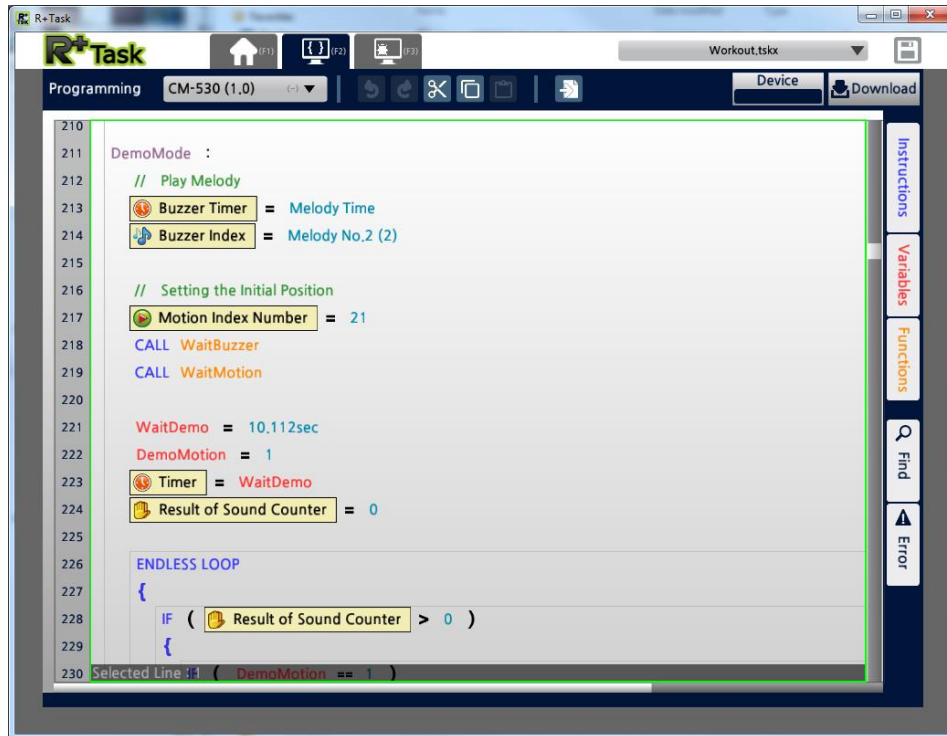 R+Task
R+Task
(F1)
{ } (F2)
(F3)
Workout.tskx
Programming
CM-530 (1.0)
(-)
Device
Download
210
211 DemoMode :
212 // Play Melody
213 Buzzer Timer = Melody Time
214 Buzzer Index = Melody No.2 (2)
215
216 // Setting the Initial Position
217 Motion Index Number = 21
218 CALL WaitBuzzer
219 CALL WaitMotion
220
221 WaitDemo = 10.112sec
222 DemoMotion = 1
223 Timer = WaitDemo
224 Result of Sound Counter = 0
225
226 ENDLESS LOOP
227 {
228 IF ( Result of Sound Counter > 0 )
229 {
230 IF ( DemoMotion == 1 )
Selected Line :1
Instructions
Variables
Functions
Find
Error